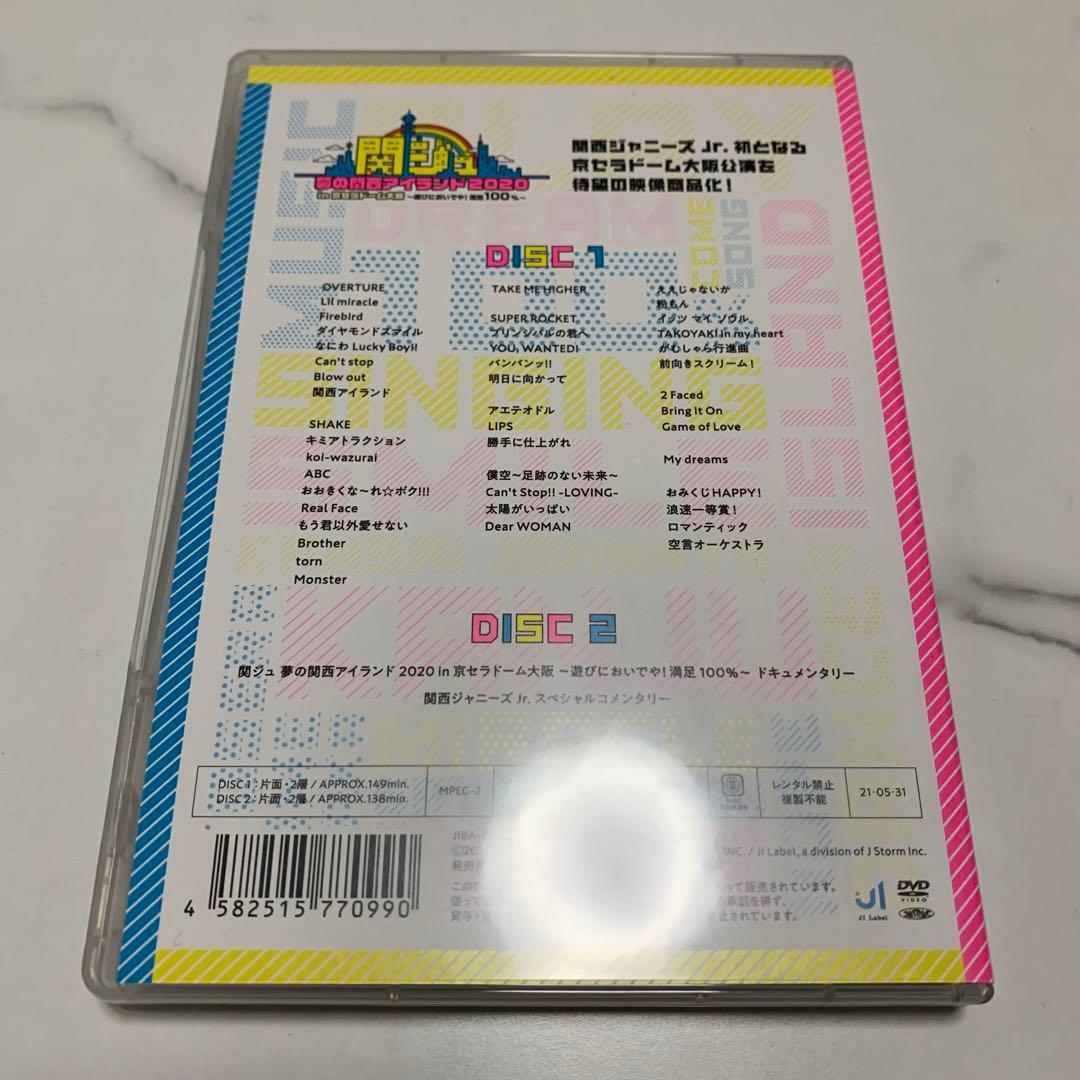 関ジュ
夢の関西アイランド2020
in 京セラドーム大阪 ～遊びにおいでや! 満足100%～
関西ジャニーズ Jr. 初となる
京セラドーム大阪公演を
待望の映像商品化!
DISC 1
OVERTURE
Lil miracle
Firebird
ダイヤモンドスマイル
なにわ Lucky Boy!!
Can't stop
Blow out
関西アイランド
SHAKE
キミアトラクション
koi-wazurai
ABC
おおきくな～れ☆ボク!!!
Real Face
もう君以外愛せない
Brother
torn
Monster
TAKE ME HIGHER
SUPER ROCKET
プリンシパルの君へ
YOU, WANTED!
バンバンッ!!
明日に向かって
アエテオドル
LIPS
勝手に仕上がれ
僕空～足跡のない未来～
Can't Stop!! -LOVING-
太陽がいっぱい
Dear WOMAN
ええじゃないか
粉もん
イッツ マイ ソウル
TAKOYAKI in my heart
がむしゃら行進曲
前向きスクリーム!
2 Faced
Bring It On
Game of Love
My dreams
おみくじHAPPY!
浪速一等賞!
ロマンティック
空言オーケストラ
DISC 2
関ジュ 夢の関西アイランド 2020 in 京セラドーム大阪 ～遊びにおいでや! 満足 100%～ ドキュメンタリー
関西ジャニーズ Jr. スペシャルコメンタリー
DISC 1 : 片面・2層 / APPROX.149min.
DISC 2 : 片面・2層 / APPROX.138min.
MPEG-2
レンタル禁止
複製不能
21・05・31
JIBA-
INC. / J1 Label, a division of J Storm Inc.
って販売されています。
の承諾を得ず、
禁止されています。
4 582515 770990
J1 Label
DVD
VIDEO